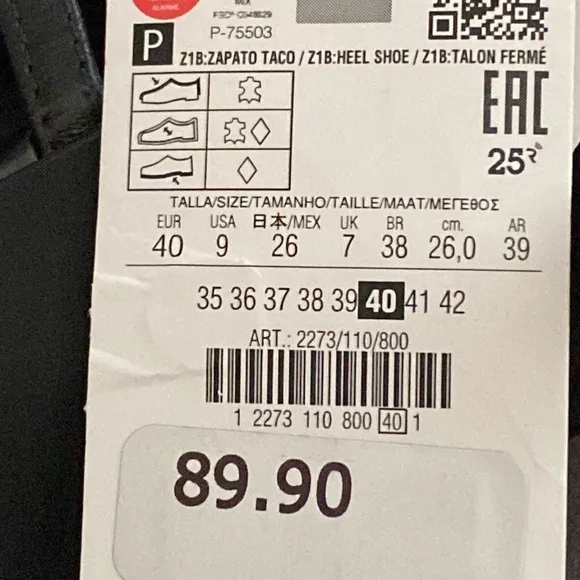 MIX
P-75503
P
Z1B:ZAPATO TACO / Z1B:HEEL SHOE / Z1B:TALON FERMÉ
EAC
25
TALLA/SIZE/TAMANHO/TAILLE/MAAT/ΜΕΓΕΘΟΣ
EUR USA 日本/MEX UK BR cm. AR
40 9 26 7 38 26,0 39
35 36 37 38 39 40 41 42
ART.: 2273/110/800
1 2273 110 800 40 1
89.90